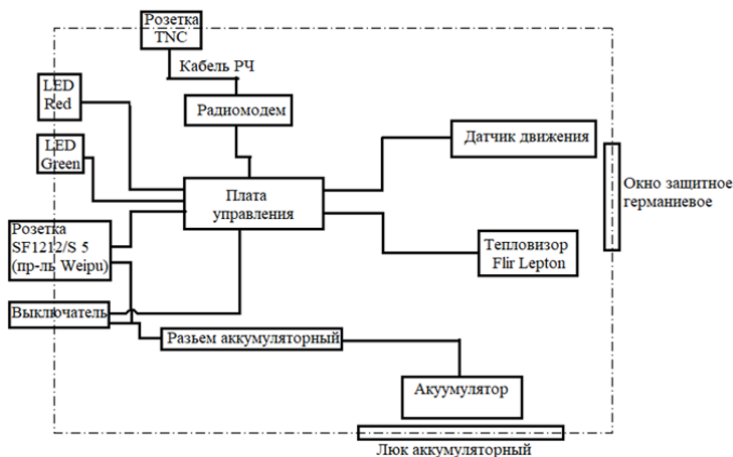 Розетка
TNC
Кабель РЧ
LED
Red
Радиомодем
LED
Green
Датчик движения
Плата
управления
Окно защитное
германиевое
Розетка
SF1212/S 5
(пр-ль Weipu)
Тепловизор
Flir Lepton
Выключатель
Разьем аккумуляторный
Акуумулятор
Люк аккумуляторный